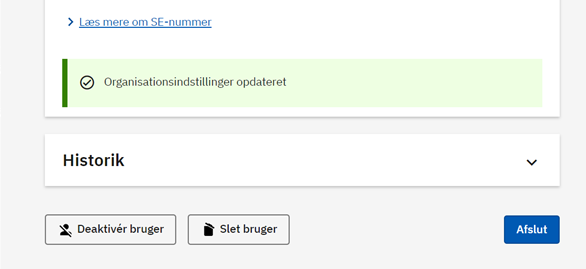 Læs mere om SE-nummer
Organisationsindstillinger opdateret
Historik
Deaktivér bruger
Slet bruger
Afslut